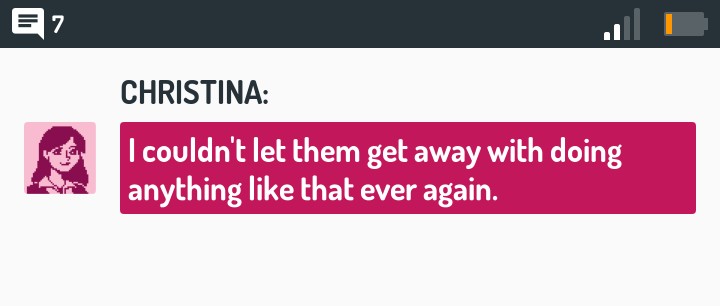 7
CHRISTINA:
I couldn't let them get away with doing
anything like that ever again.